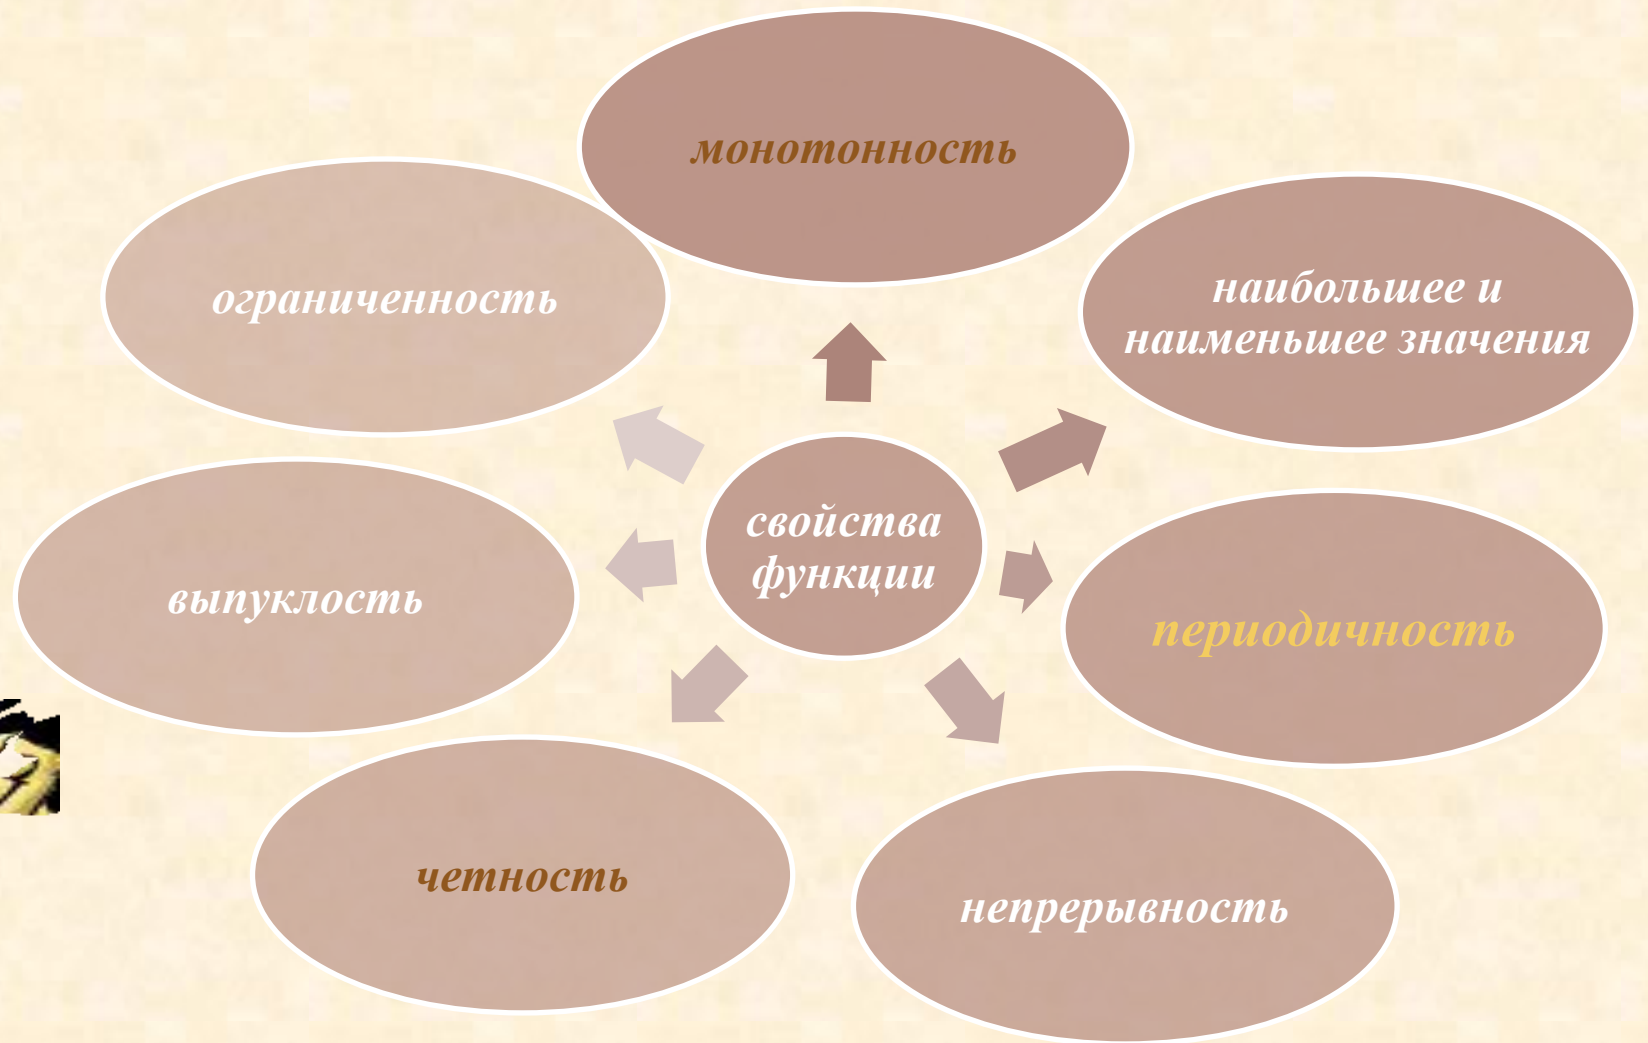 монотонность
ограниченность
наибольшее и
наименьшее значения
свойства
функции
выпуклость
периодичность
четность
непрерывность